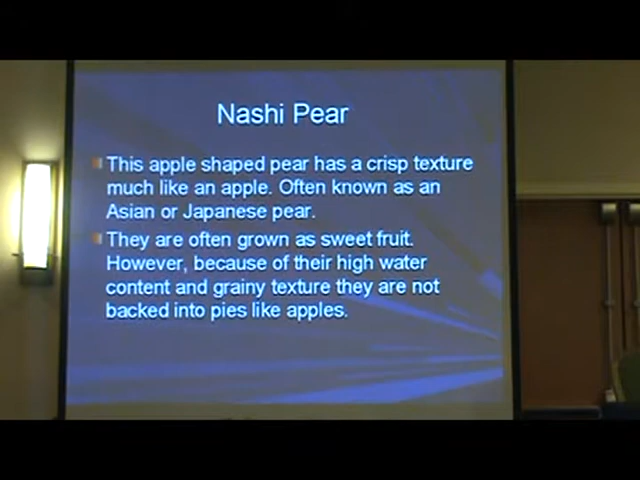 Nashi Pear
This apple shaped pear has a crisp texture
much like an apple. Often known as an
Asian or Japanese pear.
They are often grown as sweet fruit.
However, because of their high water
content and grainy texture they are not
backed into pies like apples.